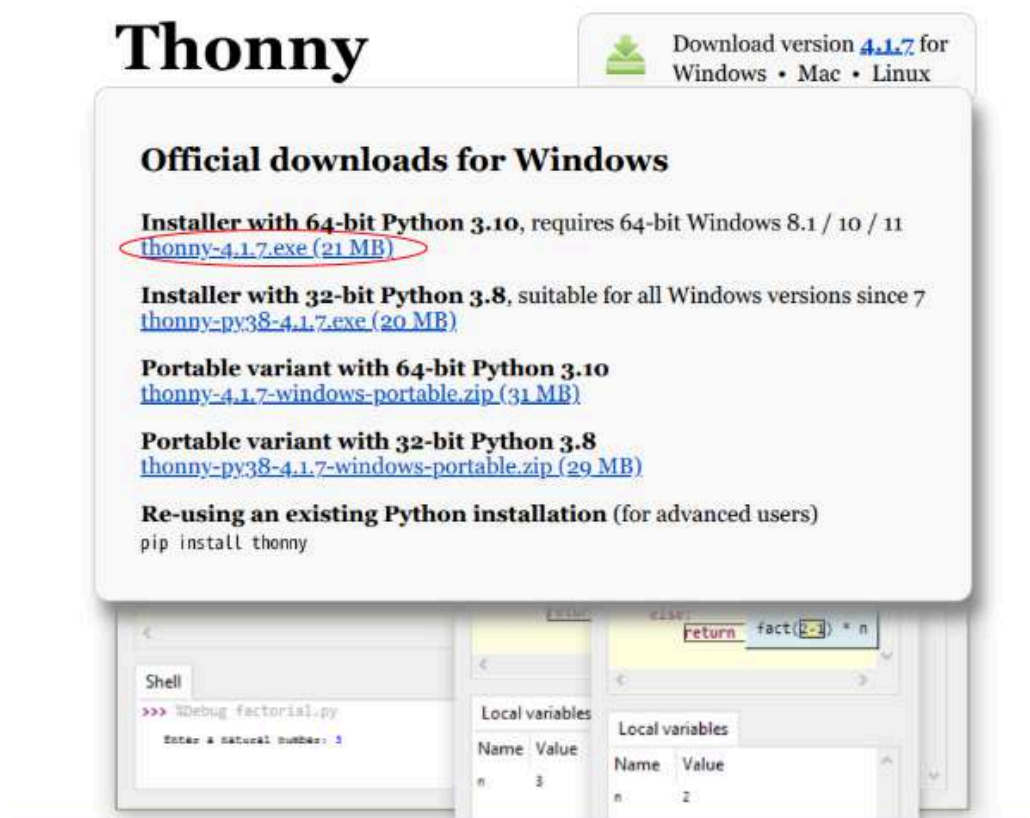 Thonny
Download version 4.1.7 for
Windows • Mac • Linux
Official downloads for Windows
Installer with 64-bit Python 3.10, requires 64-bit Windows 8.1 / 10 / 11
thonny-4.1.7.exe (21 MB)
Installer with 32-bit Python 3.8, suitable for all Windows versions since 7
thonny-py38-4.1.7.exe (20 MB)
Portable variant with 64-bit Python 3.10
thonny-4.1.7-windows-portable.zip (31 MB)
Portable variant with 32-bit Python 3.8
thonny-py38-4.1.7-windows-portable.zip (29 MB)
Re-using an existing Python installation (for advanced users)
pip install thonny
else:
return fact(2-1) * n
Shell
>>> %Debug factorial.py
Enter a natural number: 3
Local variables
Name Value
n 3
Local variables
Name Value
n 2